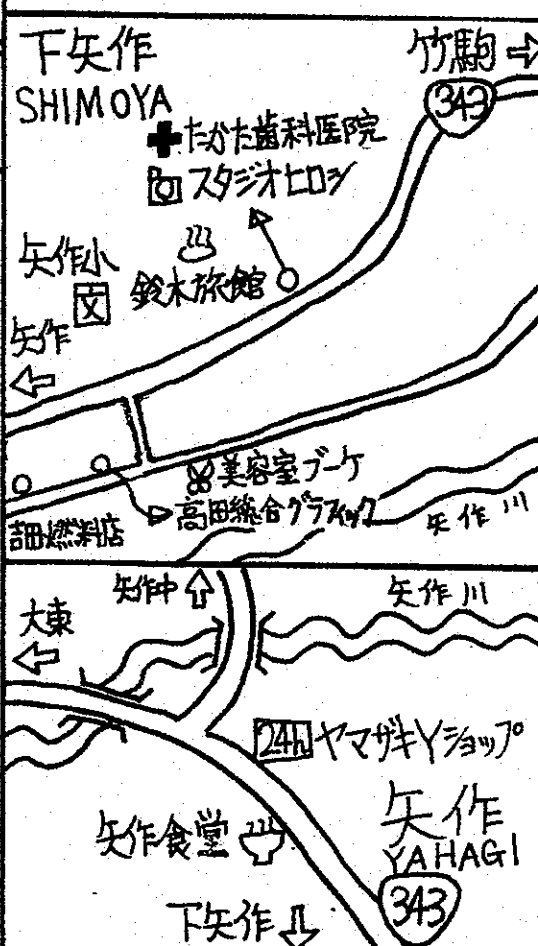 下矢作
SHIMOYA
竹駒
343
たかた歯科医院
スタジオヒロシ
矢作小
文
鈴木旅館
矢作
美容室ブーケ
高田総合グラフィック
矢作川
吉田燃料店
矢作中
矢作川
大東
24h ヤマザキYショップ
矢作食堂
矢作
YAHAGI
343
下矢作